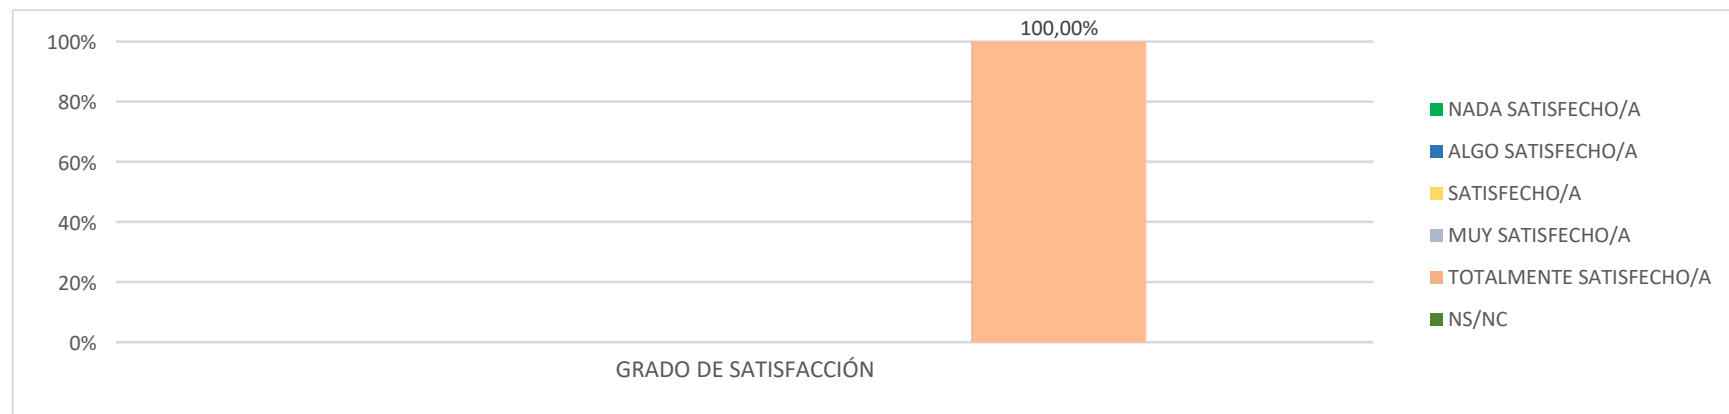 100,00%
100%
80%
60%
40%
20%
0%
GRADO DE SATISFACCIÓN
NADA SATISFECHO/A
ALGO SATISFECHO/A
SATISFECHO/A
MUY SATISFECHO/A
TOTALMENTE SATISFECHO/A
NS/NC